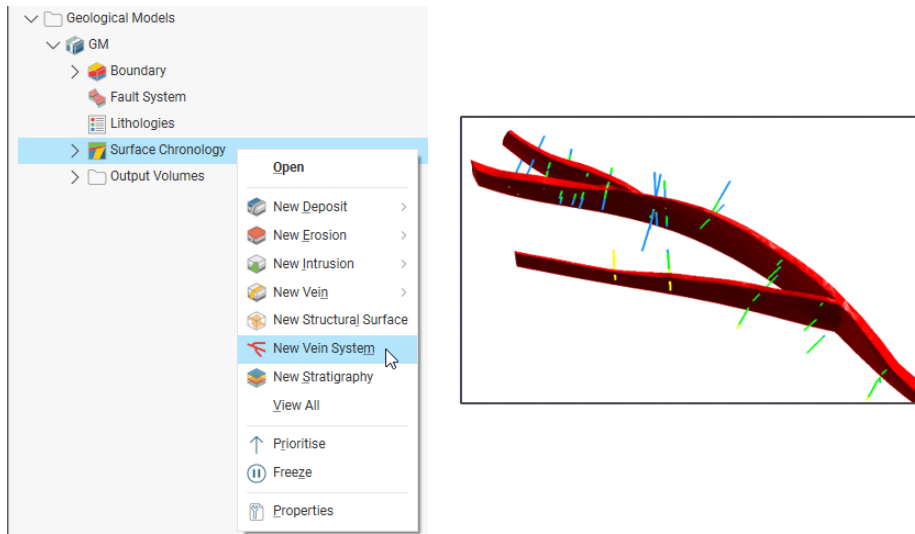 Geological Models
GM
Boundary
Fault System
Lithologies
Surface Chronology
Output Volumes
Open
New Deposit
New Erosion
New Intrusion
New Vein
New Structural Surface
New Vein System
New Stratigraphy
View All
Prioritise
Freeze
Properties